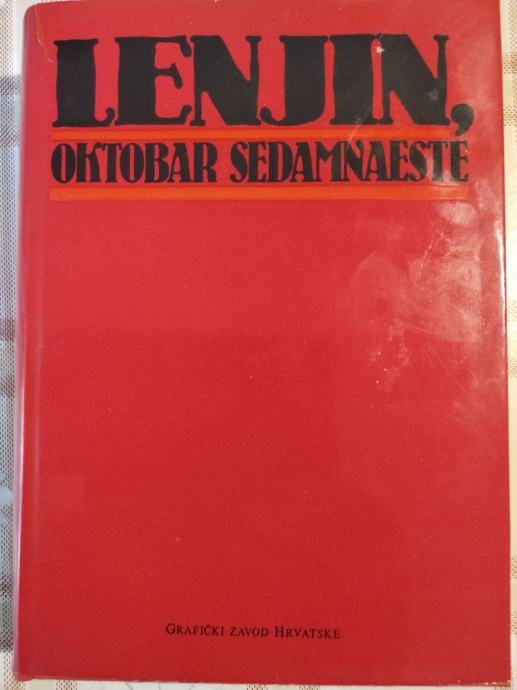 LENJIN,
OKTOBAR SEDAMNAESTE
GRAFIČKI ZAVOD HRVATSKE